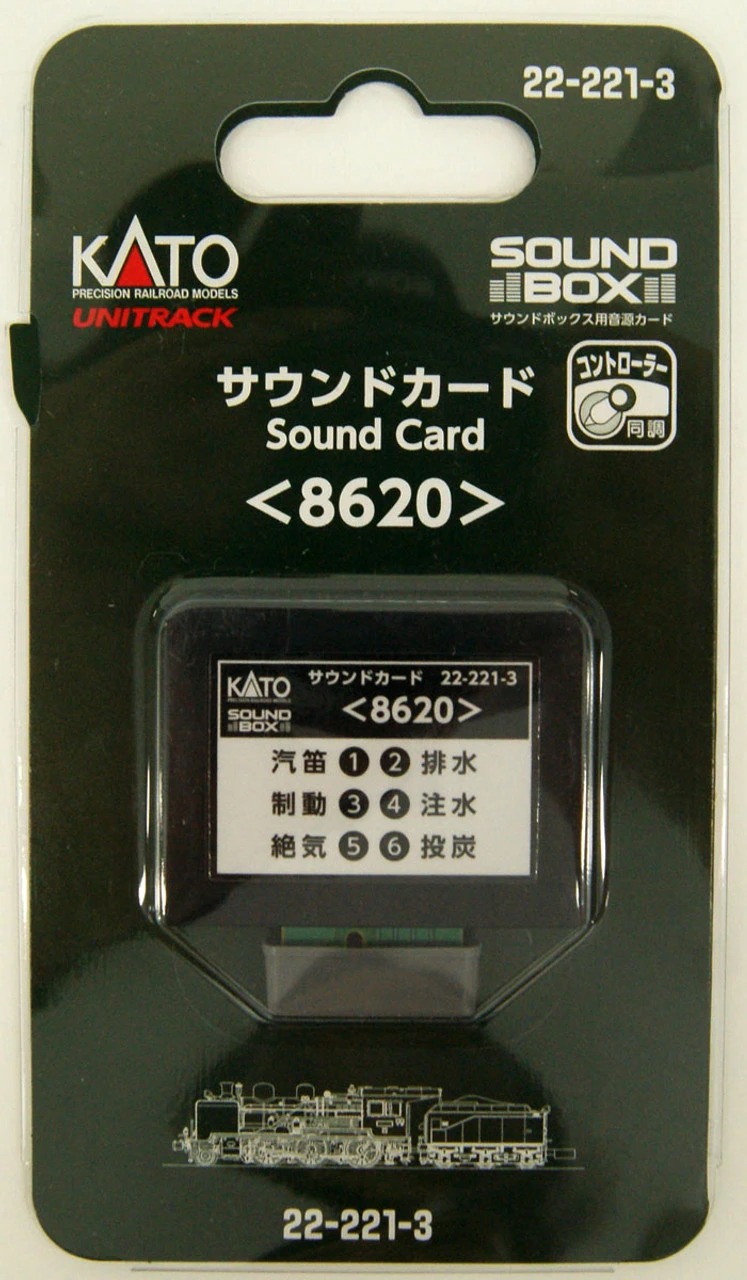 22-221-3
KATO
PRECISION RAILROAD MODELS
UNITRACK
SOUND
BOX
サウンドボックス用音源カード
コントローラー
同調
サウンドカード
Sound Card
<8620>
KATO サウンドカード 22-221-3
PRECISION RAILROAD MODELS
SOUND BOX <8620>
汽笛 1 2 排水
制動 3 4 注水
絶気 5 6 投炭
22-221-3